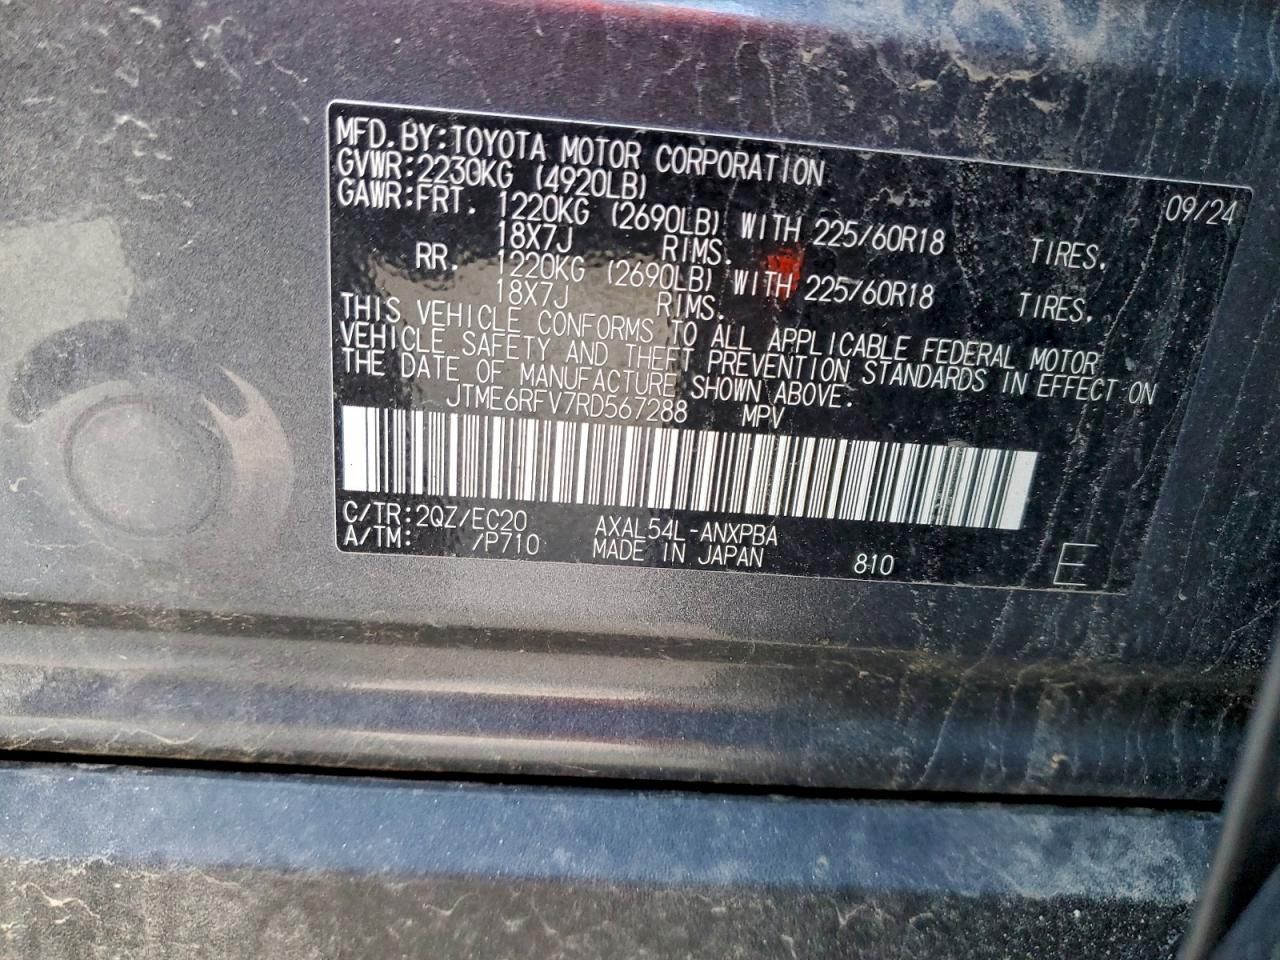 MFD.BY:TOYOTA MOTOR CORPORATION 09/24
GVWR:2230KG (4920LB)
GAWR:FRT. 1220KG (2690LB) WITH 225/60R18 TIRES,
18X7J RIMS.
RR. 1220KG (2690LB) WITH 225/60R18 TIRES,
18X7J RIMS.
THIS VEHICLE CONFORMS TO ALL APPLICABLE FEDERAL MOTOR
VEHICLE SAFETY AND THEFT PREVENTION STANDARDS IN EFFECT ON
THE DATE OF MANUFACTURE SHOWN ABOVE.
JTME6RFV7RD567288 MPV
C/TR:2QZ/EC20 AXAL54L-ANXPBA
A/TM: /P710 MADE IN JAPAN 810 E